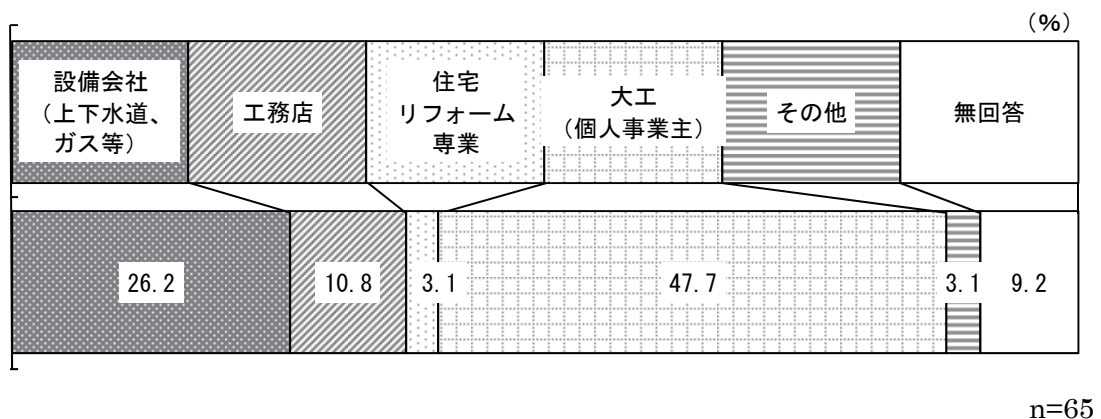 （%）
設備会社
（上下水道、
ガス等）
工務店
住宅
リフォーム
専業
大工
（個人事業主）
その他
無回答
26.2
10.8
3.1
47.7
3.1
9.2
n=65